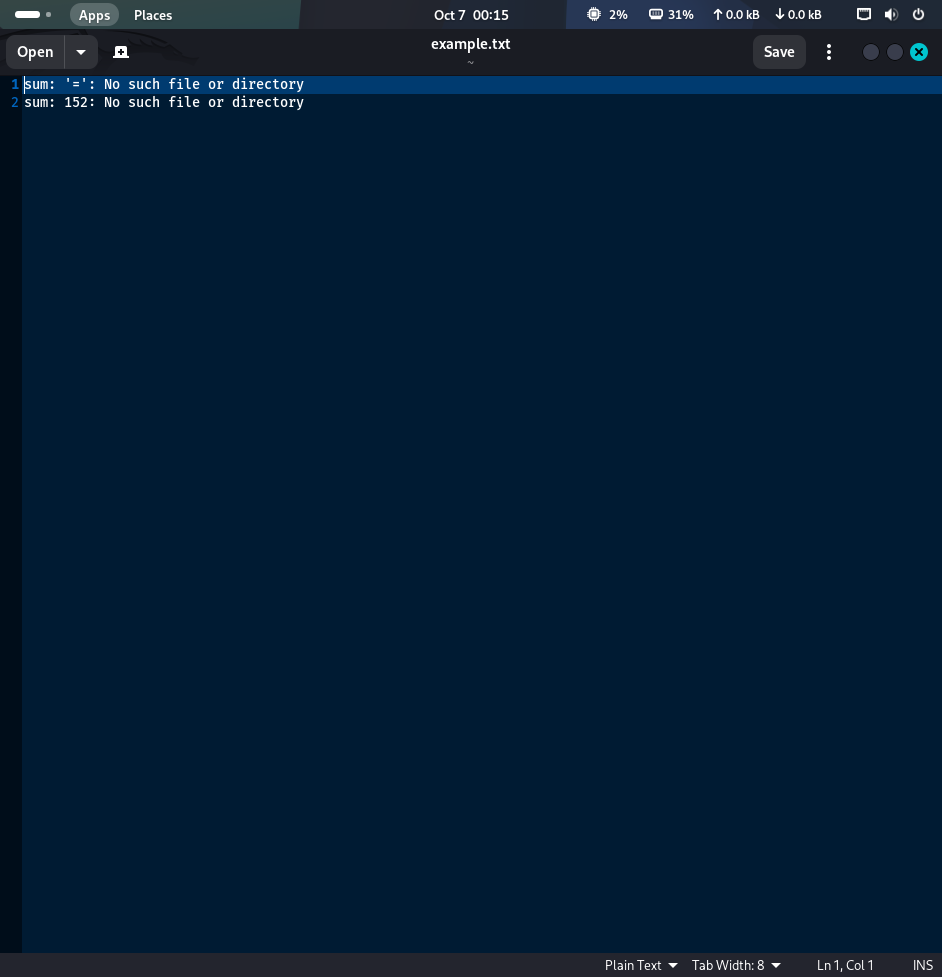 Apps Places Oct 7 00:15 2% 31% ↑ 0.0 kB ↓ 0.0 kB
Open example.txt Save
~
1 sum: '=': No such file or directory
2 sum: 152: No such file or directory
Plain Text Tab Width: 8 Ln 1, Col 1 INS